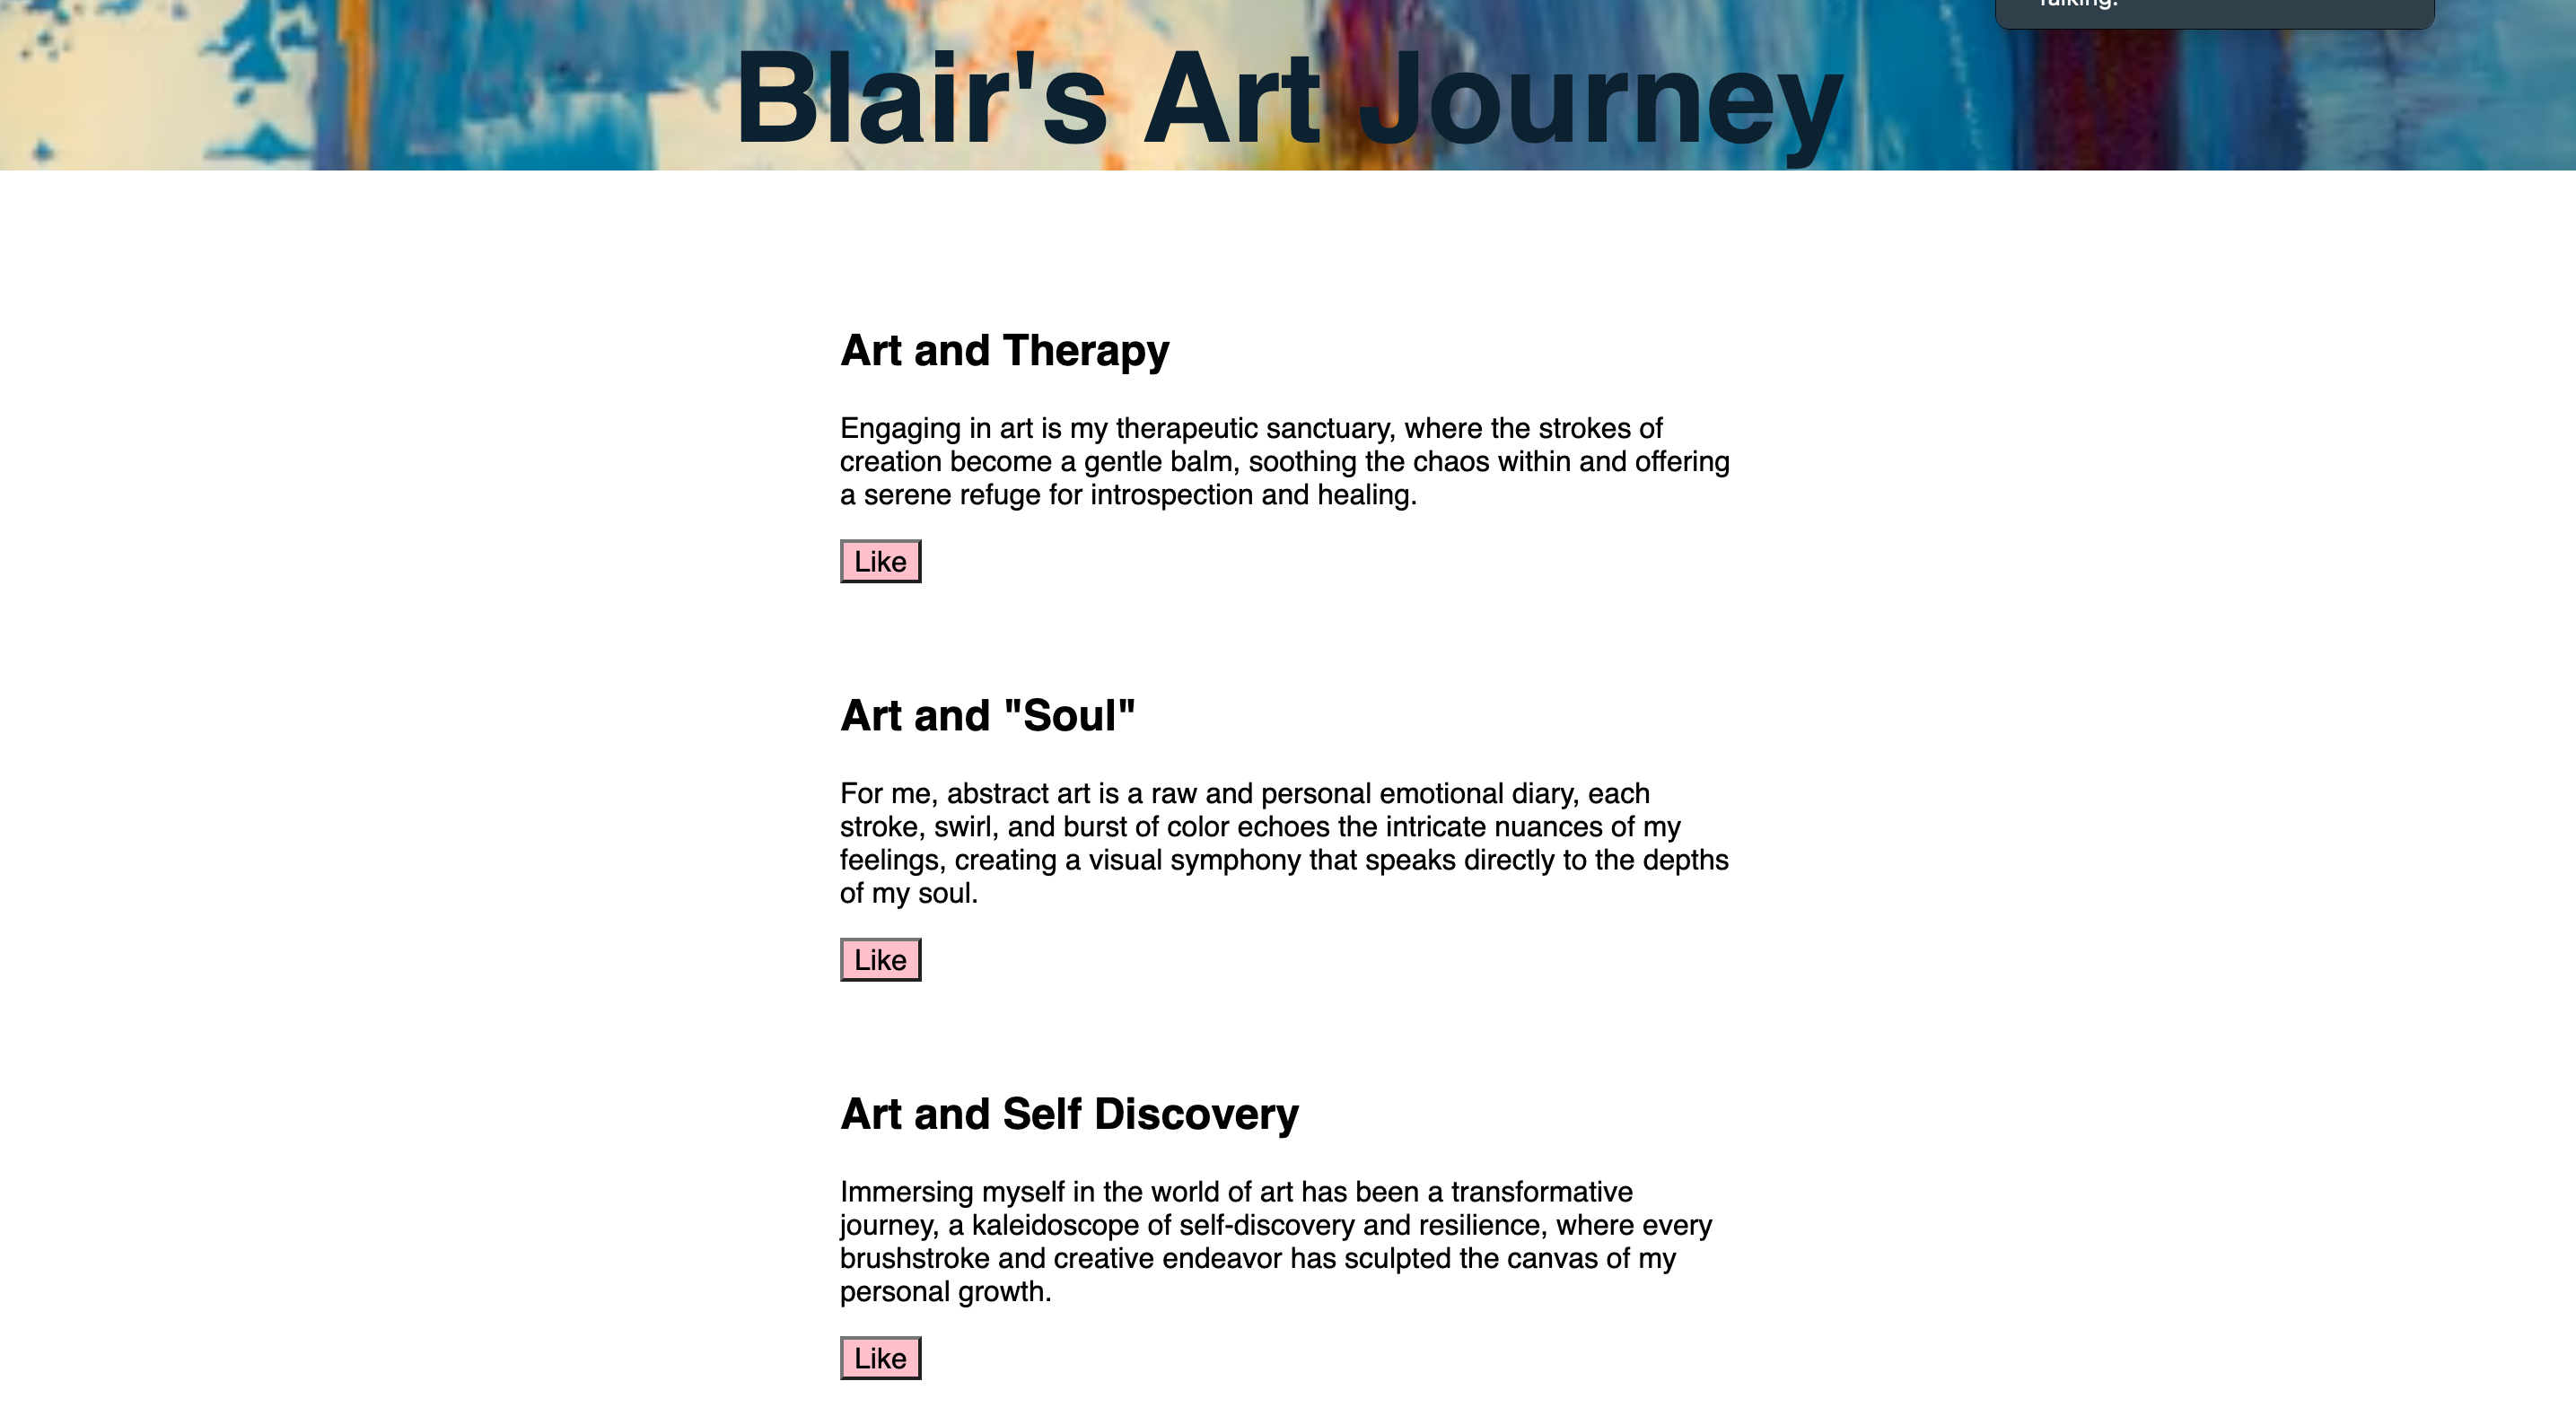 Talking.
Blair's Art Journey
Art and Therapy
Engaging in art is my therapeutic sanctuary, where the strokes of
creation become a gentle balm, soothing the chaos within and offering
a serene refuge for introspection and healing.
Like
Art and "Soul"
For me, abstract art is a raw and personal emotional diary, each
stroke, swirl, and burst of color echoes the intricate nuances of my
feelings, creating a visual symphony that speaks directly to the depths
of my soul.
Like
Art and Self Discovery
Immersing myself in the world of art has been a transformative
journey, a kaleidoscope of self-discovery and resilience, where every
brushstroke and creative endeavor has sculpted the canvas of my
personal growth.
Like